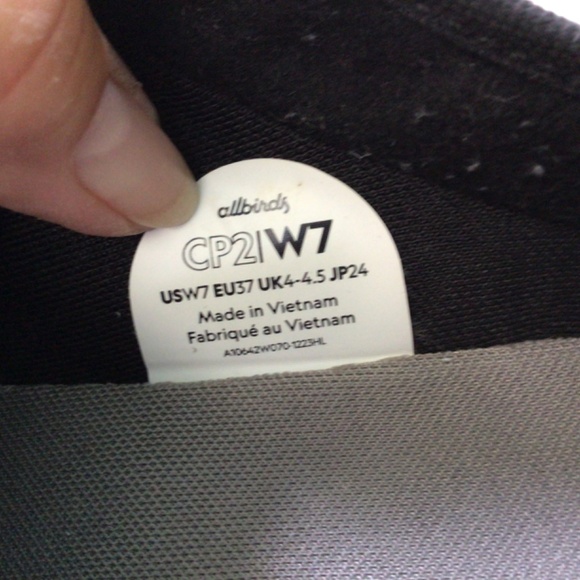 allbirds
CP2|W7
USW7 EU37 UK4-4.5 JP24
Made in Vietnam
Fabriqué au Vietnam
A10642W070-1223HL